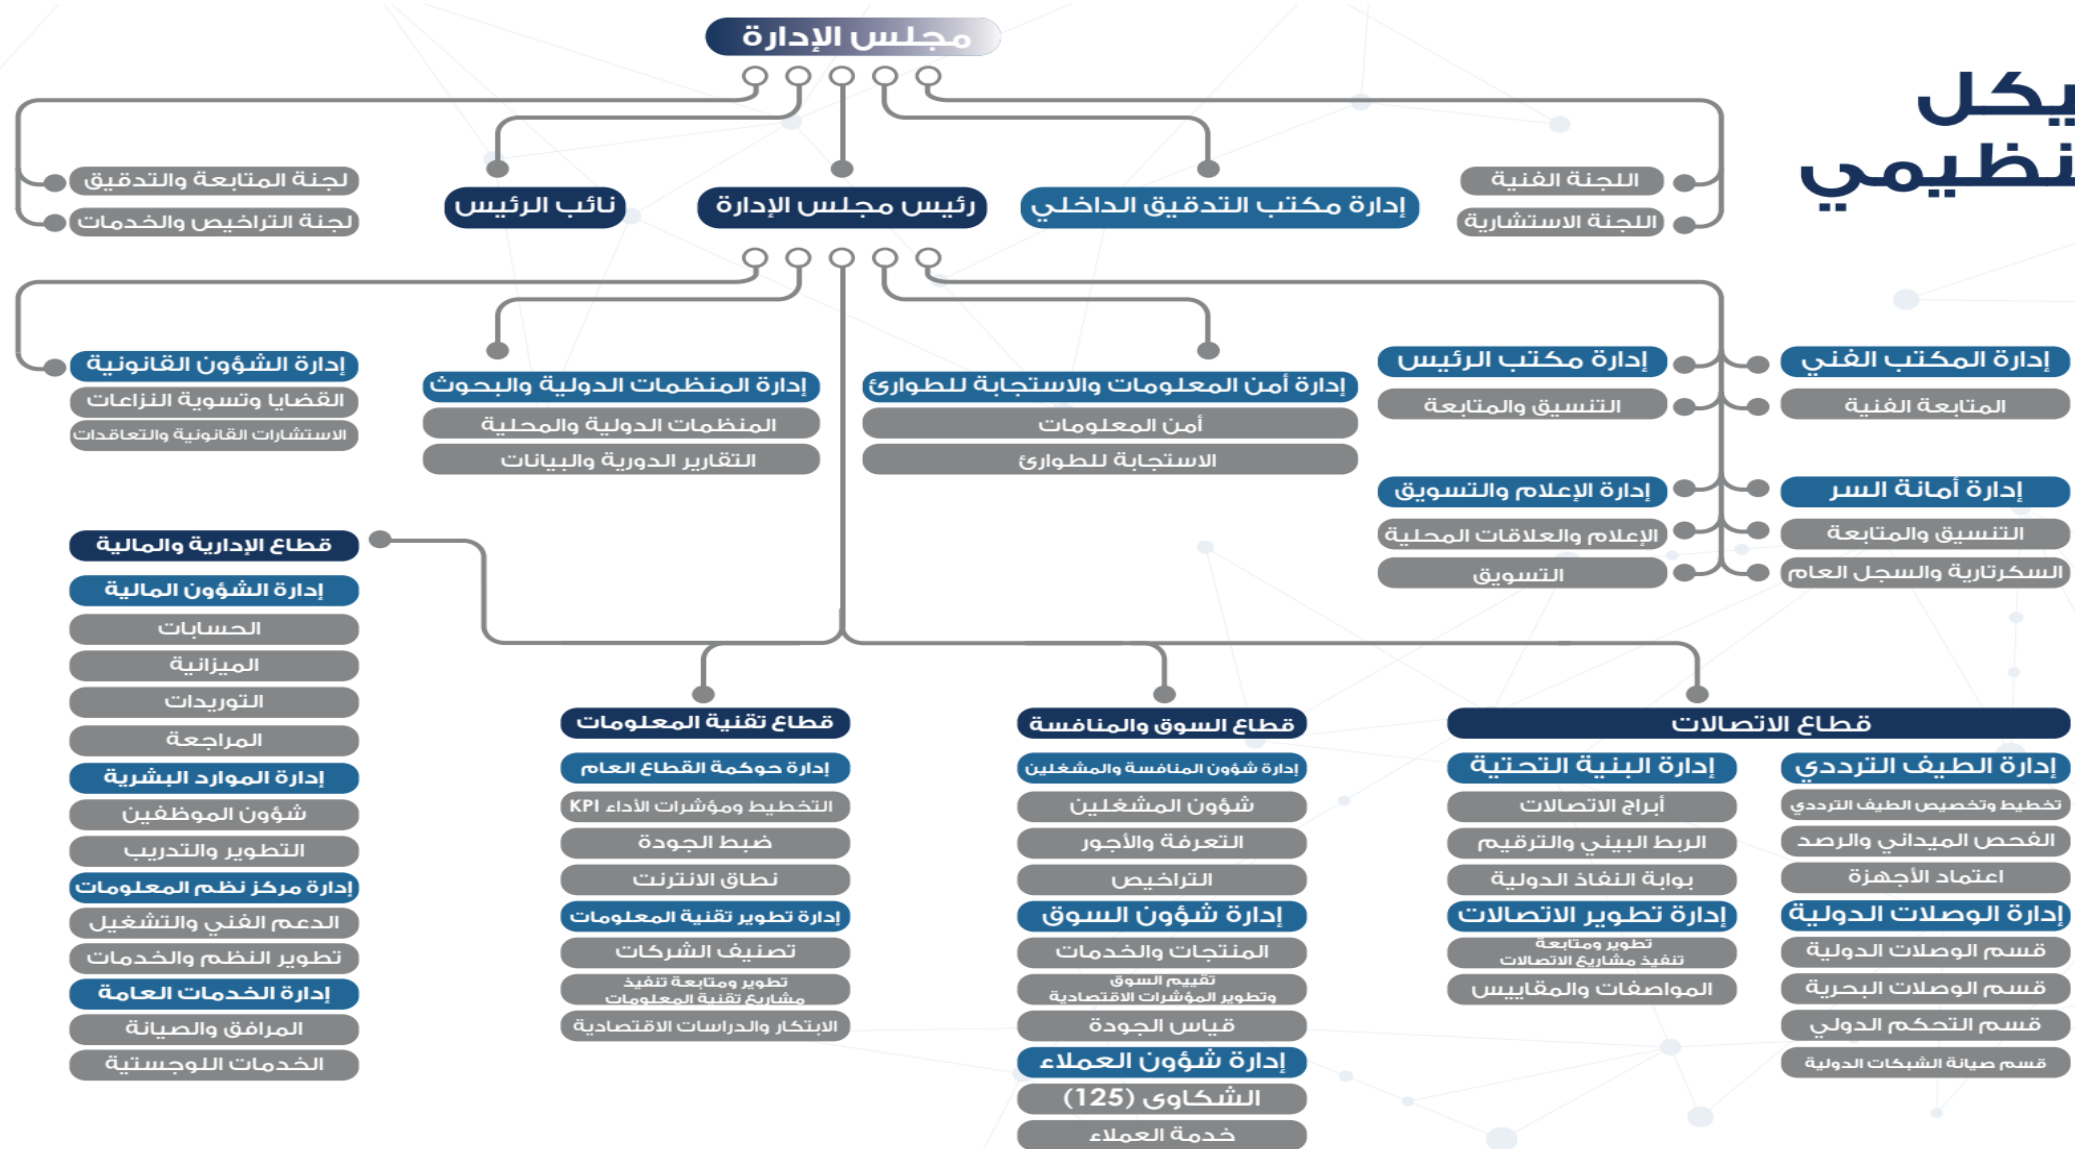 مجلس الإدارة
يكل
نظيمي
اللجنة الفنية
اللجنة الاستشارية
إدارة مكتب التدقيق الداخلي
رئيس مجلس الإدارة
نائب الرئيس
لجنة المتابعة والتدقيق
لجنة التراخيص والخدمات
إدارة المكتب الفني
المتابعة الفنية
إدارة مكتب الرئيس
التنسيق والمتابعة
إدارة أمانة السر
التنسيق والمتابعة
السكرتارية والسجل العام
إدارة الإعلام والتسويق
الإعلام والعلاقات المحلية
التسويق
إدارة أمن المعلومات والاستجابة للطوارئ
أمن المعلومات
الاستجابة للطوارئ
إدارة المنظمات الدولية والبحوث
المنظمات الدولية والمحلية
التقارير الدورية والبيانات
إدارة الشؤون القانونية
القضايا وتسوية النزاعات
الاستشارات القانونية والتعاقدات
قطاع الاتصالات
إدارة الطيف الترددي
تخطيط وتخصيص الطيف الترددي
الفحص الميداني والرصد
اعتماد الأجهزة
إدارة الوصلات الدولية
قسم الوصلات الدولية
قسم الوصلات البحرية
قسم التحكم الدولي
قسم صيانة الشبكات الدولية
إدارة البنية التحتية
أبراج الاتصالات
الربط البيني والترقيم
بوابة النفاذ الدولية
إدارة تطوير الاتصالات
تطوير ومتابعة
تنفيذ مشاريع الاتصالات
المواصفات والمقاييس
قطاع السوق والمنافسة
إدارة شؤون المنافسة والمشغلين
شؤون المشغلين
التعرفة والأجور
التراخيص
إدارة شؤون السوق
المنتجات والخدمات
تقييم السوق
وتطوير المؤشرات الاقتصادية
قياس الجودة
إدارة شؤون العملاء
الشكاوى (125)
خدمة العملاء
قطاع تقنية المعلومات
إدارة حوكمة القطاع العام
التخطيط ومؤشرات الأداء KPI
ضبط الجودة
نطاق الانترنت
إدارة تطوير تقنية المعلومات
تصنيف الشركات
تطوير ومتابعة تنفيذ
مشاريع تقنية المعلومات
الابتكار والدراسات الاقتصادية
قطاع الإدارية والمالية
إدارة الشؤون المالية
الحسابات
الميزانية
التوريدات
المراجعة
إدارة الموارد البشرية
شؤون الموظفين
التطوير والتدريب
إدارة مركز نظم المعلومات
الدعم الفني والتشغيل
تطوير النظم والخدمات
إدارة الخدمات العامة
المرافق والصيانة
الخدمات اللوجستية